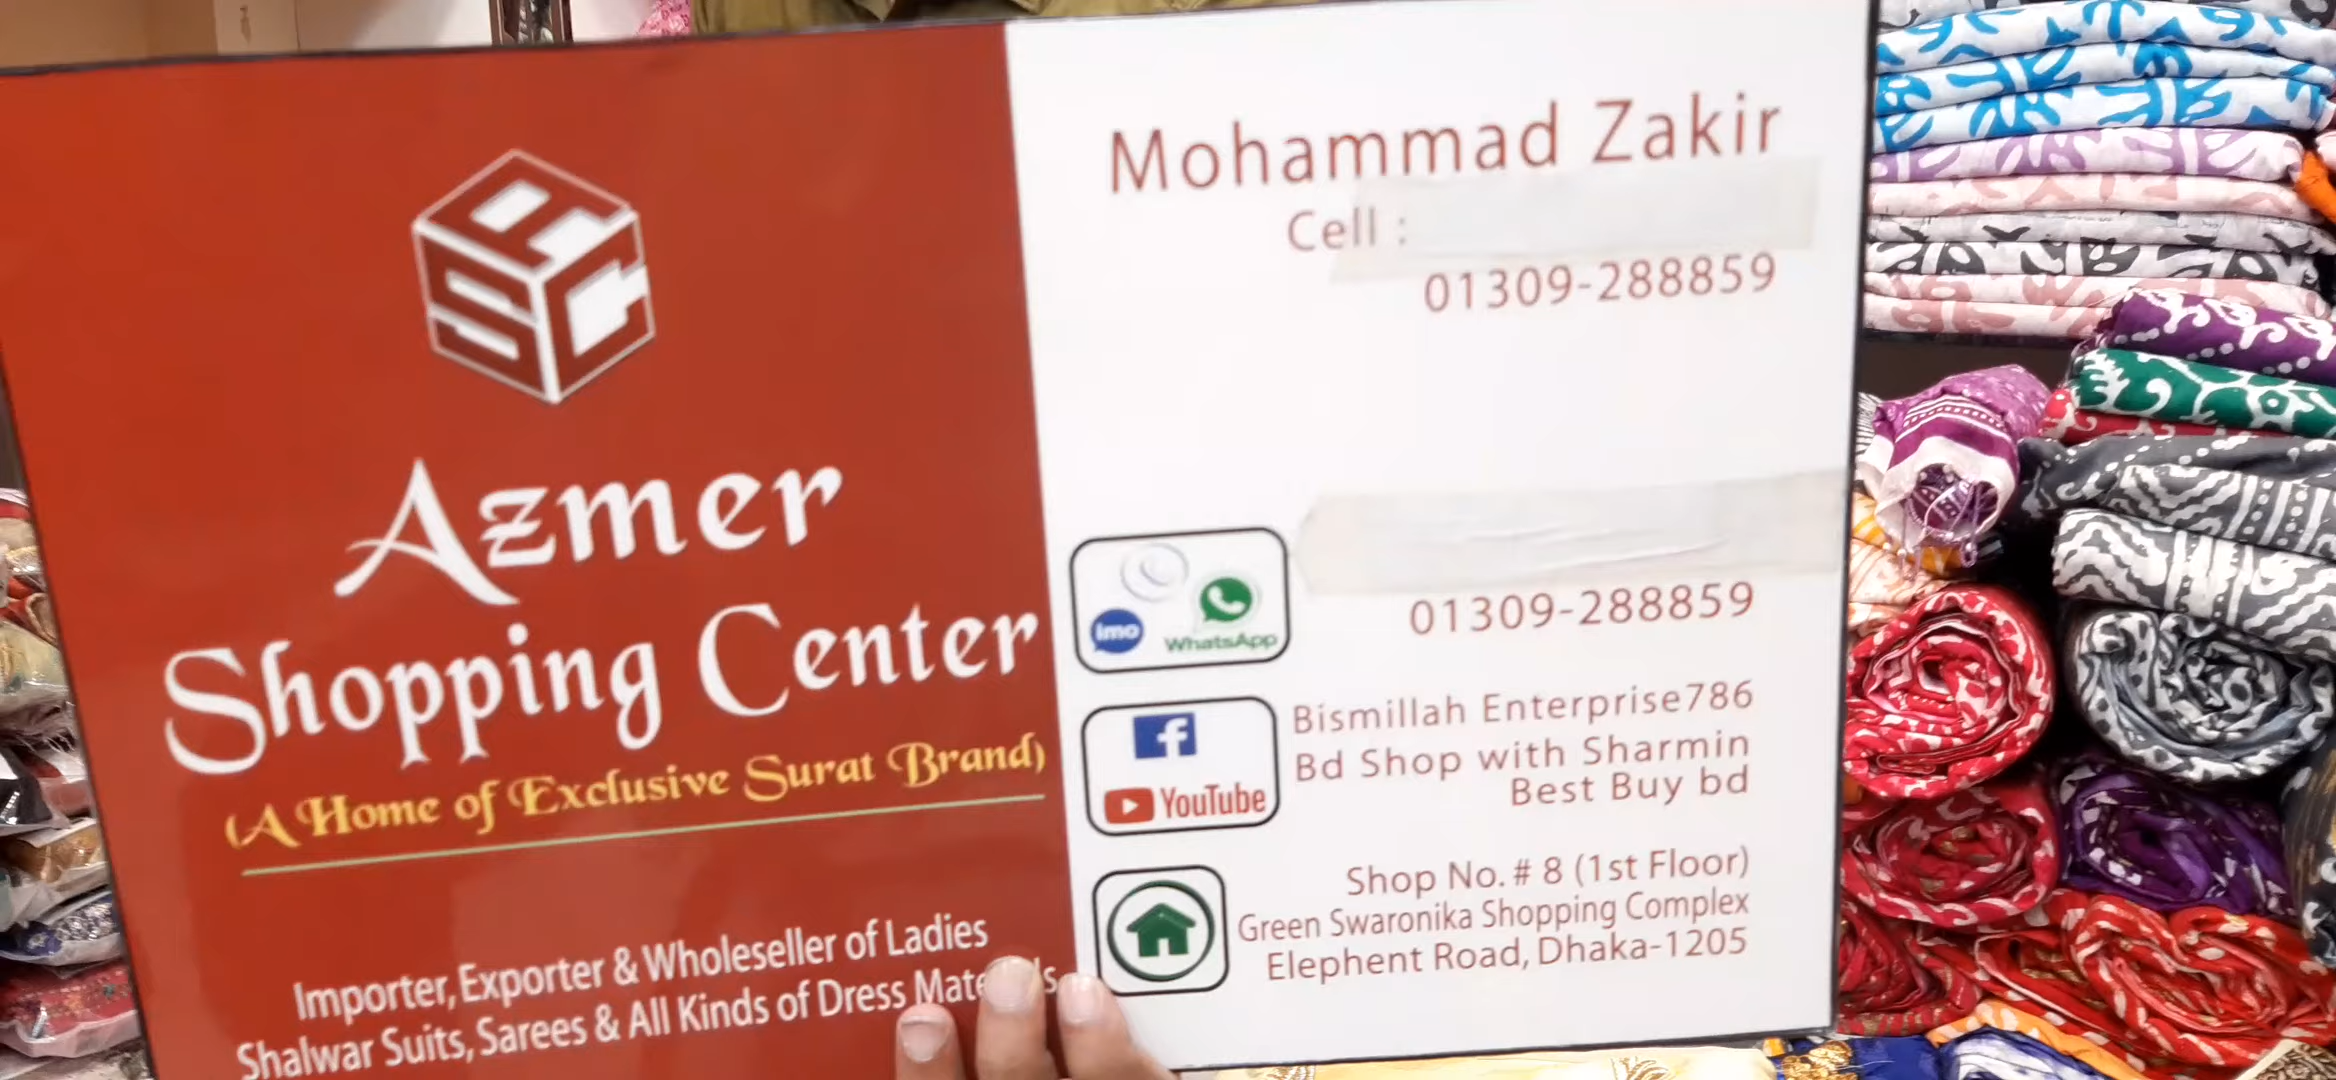 ASC
Azmer
Shopping Center
(A Home of Exclusive Surat Brand)
Importer, Exporter & Wholeseller of Ladies
Shalwar Suits, Sarees & All Kinds of Dress
Mohammad Zakir
Cell :
01309-288859
imo
WhatsApp
01309-288859
f
YouTube
Bismillah Enterprise786
Bd Shop with Sharmin
Best Buy bd
Shop No. # 8 (1st Floor)
Green Swaronika Shopping Complex
Elephent Road, Dhaka-1205